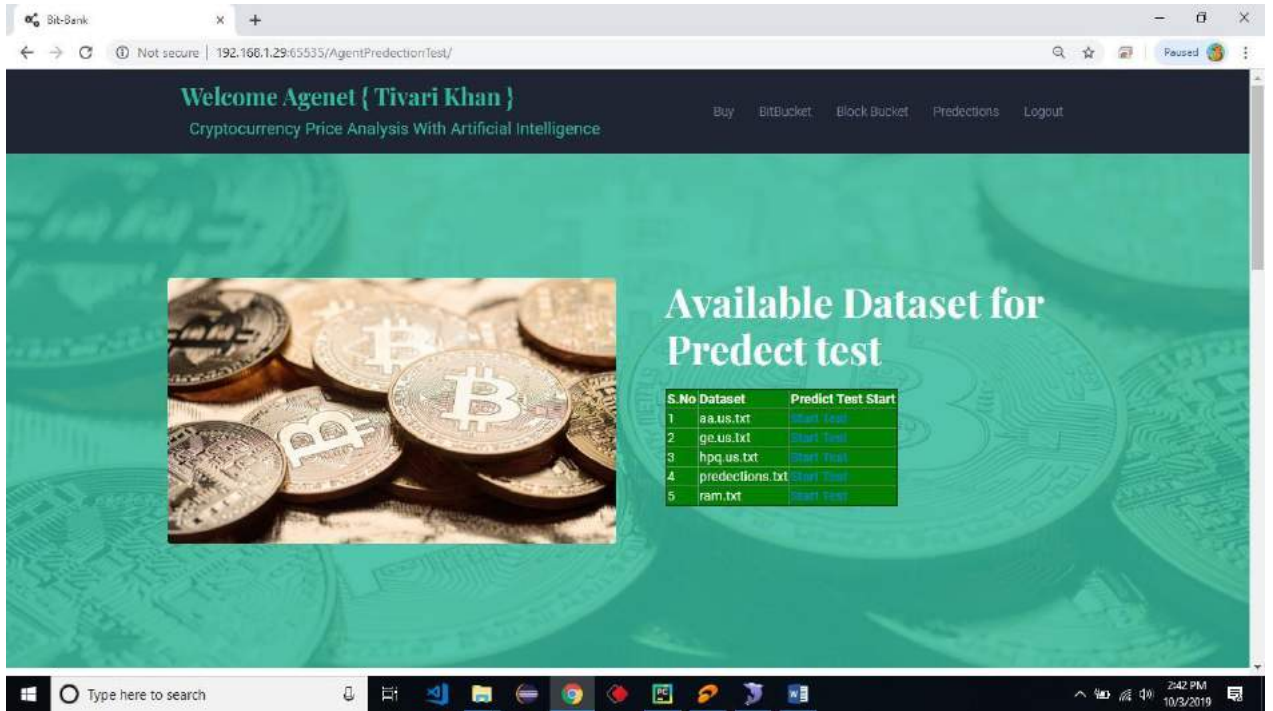 Bit-Bank
Not secure | 192.168.1.29:65535/AgentPredectionTest/
Paused
Welcome Agenet { Tivari Khan }
Cryptocurrency Price Analysis With Artificial Intelligence
Buy BitBucket Block Bucket Predections Logout
Available Dataset for
Predect test
S.No Dataset Predict Test Start
1 aa.us.txt Start Test
2 ge.us.txt Start Test
3 hpq.us.txt Start Test
4 predections.txt Start Test
5 ram.txt Start Test
Type here to search
2:42 PM
10/3/2019